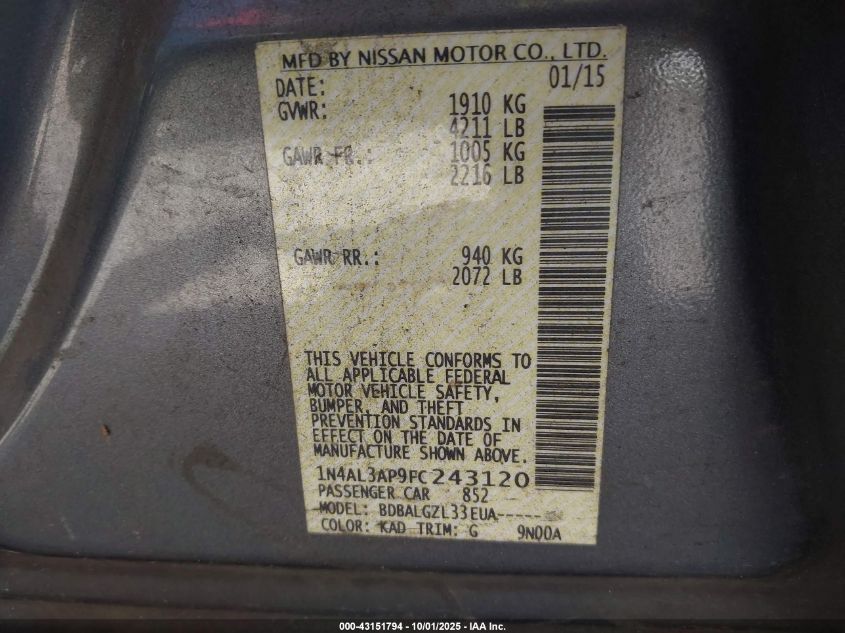 MFD BY NISSAN MOTOR CO., LTD.
DATE: 01/15
GVWR: 1910 KG
4211 LB
GAWR FR.: 1005 KG
2216 LB
GAWR RR.: 940 KG
2072 LB
THIS VEHICLE CONFORMS TO
ALL APPLICABLE FEDERAL
MOTOR VEHICLE SAFETY,
BUMPER, AND THEFT
PREVENTION STANDARDS IN
EFFECT ON THE DATE OF
MANUFACTURE SHOWN ABOVE.
1N4AL3AP9FC243120
PASSENGER CAR 852
MODEL: BDBALGZL33EUA-----
COLOR: KAD TRIM: G 9N00A
000-43151794 - 10/01/2025 - IAA Inc.